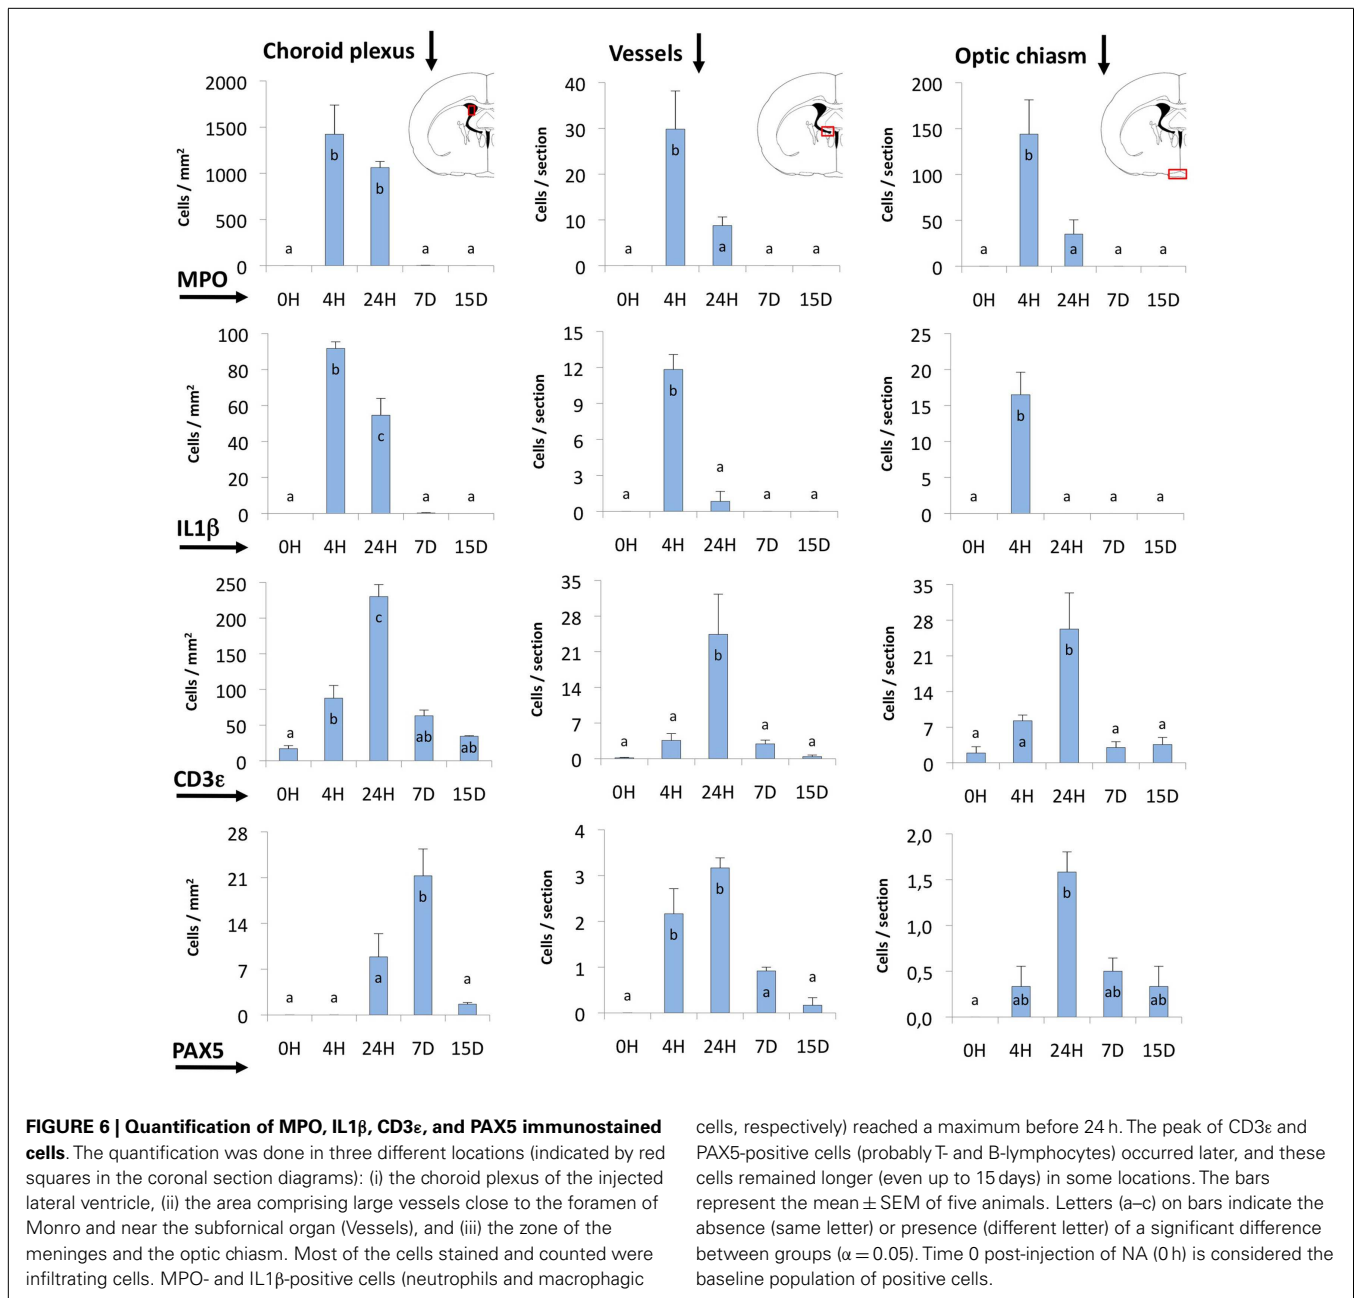 Choroid plexus
Vessels
Optic chiasm
2000
1500
1000
500
0
Cells / mm²
a
b
b
a
a
0H 4H 24H 7D 15D
40
30
20
10
0
Cells / section
a
b
a
a
a
0H 4H 24H 7D 15D
200
150
100
50
0
Cells / section
a
b
a
a
a
0H 4H 24H 7D 15D
MPO
100
80
60
40
20
0
Cells / mm²
a
b
c
a
a
0H 4H 24H 7D 15D
15
12
9
6
3
0
Cells / section
a
b
a
a
a
0H 4H 24H 7D 15D
25
20
15
10
5
0
Cells / section
a
b
a
a
a
0H 4H 24H 7D 15D
IL1β
250
200
150
100
50
0
Cells / mm²
a
b
c
ab
ab
0H 4H 24H 7D 15D
35
28
21
14
7
0
Cells / section
a
a
b
a
a
0H 4H 24H 7D 15D
35
28
21
14
7
0
Cells / section
a
a
b
a
a
0H 4H 24H 7D 15D
CD3ε
28
21
14
7
0
Cells / mm²
a
a
a
b
a
0H 4H 24H 7D 15D
4
3
2
1
0
Cells / section
a
b
b
a
a
0H 4H 24H 7D 15D
2,0
1,5
1,0
0,5
0,0
Cells / section
a
ab
b
ab
ab
0H 4H 24H 7D 15D
PAX5
FIGURE 6 | Quantification of MPO, IL1β, CD3ε, and PAX5 immunostained
cells. The quantification was done in three different locations (indicated by red
squares in the coronal section diagrams): (i) the choroid plexus of the injected
lateral ventricle, (ii) the area comprising large vessels close to the foramen of
Monro and near the subfornical organ (Vessels), and (iii) the zone of the
meninges and the optic chiasm. Most of the cells stained and counted were
infiltrating cells. MPO- and IL1β-positive cells (neutrophils and macrophagic
cells, respectively) reached a maximum before 24 h. The peak of CD3ε and
PAX5-positive cells (probably T- and B-lymphocytes) occurred later, and these
cells remained longer (even up to 15 days) in some locations. The bars
represent the mean ± SEM of five animals. Letters (a–c) on bars indicate the
absence (same letter) or presence (different letter) of a significant difference
between groups (α = 0.05). Time 0 post-injection of NA (0 h) is considered the
baseline population of positive cells.